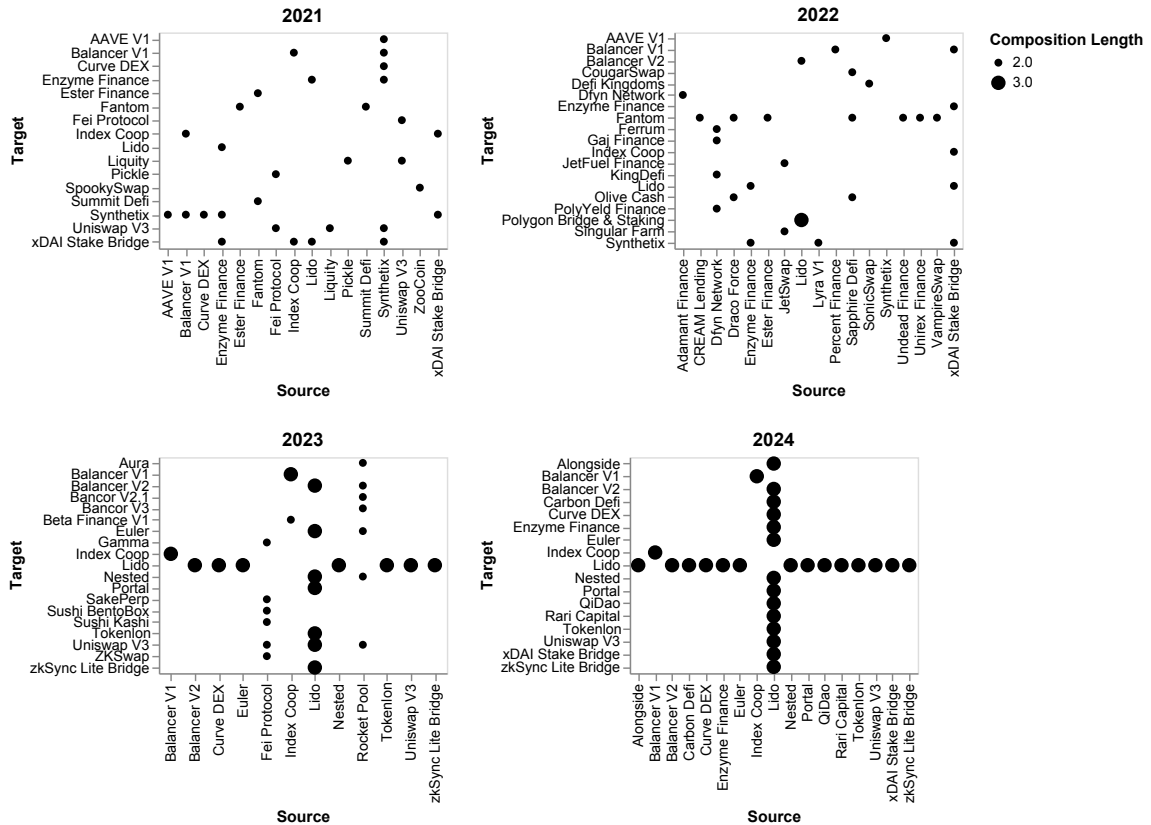 2021
Target
AAVE V1
Balancer V1
Curve DEX
Enzyme Finance
Ester Finance
Fantom
Fei Protocol
Index Coop
Lido
Liquity
Pickle
SpookySwap
Summit Defi
Synthetix
Uniswap V3
xDAI Stake Bridge
AAVE V1
Balancer V1
Curve DEX
Enzyme Finance
Ester Finance
Fantom
Fei Protocol
Index Coop
Lido
Liquity
Pickle
Summit Defi
Synthetix
Uniswap V3
ZooCoin
xDAI Stake Bridge
Source
2022
Target
AAVE V1
Balancer V1
Balancer V2
CougarSwap
Defi Kingdoms
Dfyn Network
Enzyme Finance
Fantom
Ferrum
Gaj Finance
Index Coop
JetFuel Finance
KingDefi
Lido
Olive Cash
PolyYeld Finance
Polygon Bridge & Staking
Singular Farm
Synthetix
Adamant Finance
CREAM Lending
Dfyn Network
Draco Force
Enzyme Finance
Ester Finance
JetSwap
Lido
Lyra V1
Percent Finance
Sapphire Defi
SonicSwap
Synthetix
Undead Finance
Unirex Finance
VampireSwap
xDAI Stake Bridge
Source
Composition Length
2.0
3.0
2023
Target
Aura
Balancer V1
Balancer V2
Bancor V2,1
Bancor V3
Beta Finance V1
Euler
Gamma
Index Coop
Lido
Nested
Portal
SakePerp
Sushi BentoBox
Sushi Kashi
Tokenlon
Uniswap V3
ZKSwap
zkSync Lite Bridge
Balancer V1
Balancer V2
Curve DEX
Euler
Fei Protocol
Index Coop
Lido
Nested
Rocket Pool
Tokenlon
Uniswap V3
zkSync Lite Bridge
Source
2024
Target
Alongside
Balancer V1
Balancer V2
Carbon Defi
Curve DEX
Enzyme Finance
Euler
Index Coop
Lido
Nested
Portal
QiDao
Rari Capital
Tokenlon
Uniswap V3
xDAI Stake Bridge
zkSync Lite Bridge
Alongside
Balancer V1
Balancer V2
Carbon Defi
Curve DEX
Enzyme Finance
Euler
Index Coop
Lido
Nested
Portal
QiDao
Rari Capital
Tokenlon
Uniswap V3
xDAI Stake Bridge
zkSync Lite Bridge
Source